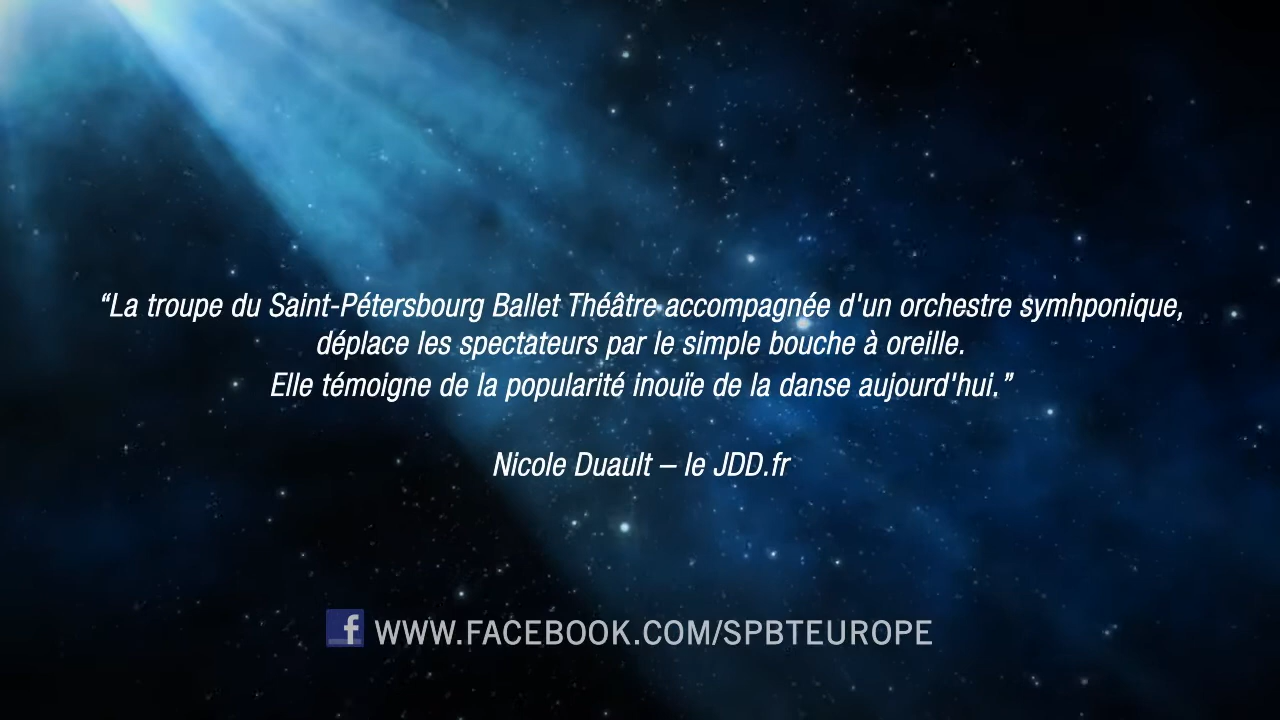 “La troupe du Saint-Pétersbourg Ballet Théâtre accompagnée d'un orchestre symhponique,
déplace les spectateurs par le simple bouche à oreille.
Elle témoigne de la popularité inouïe de la danse aujourd'hui.”
Nicole Duault – le JDD.fr
f WWW.FACEBOOK.COM/SPBTEUROPE